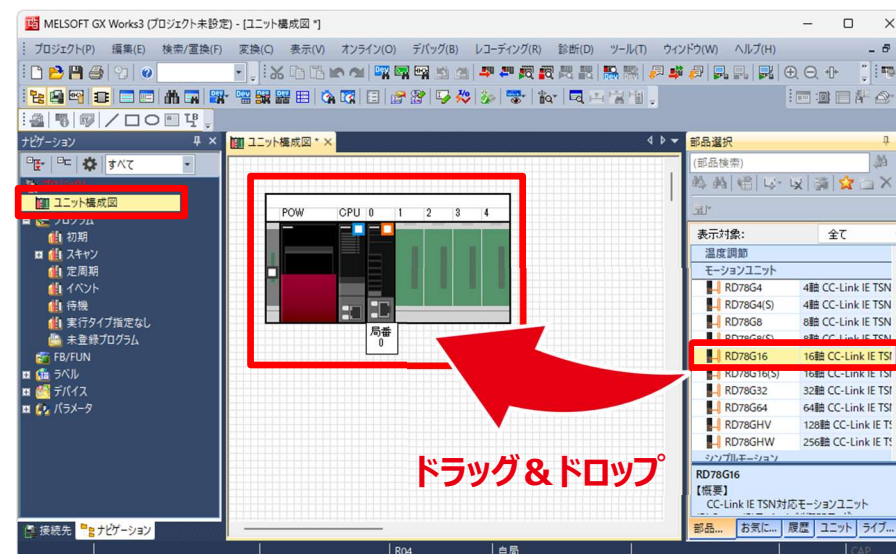 MELSOFT GX Works3 (プロジェクト未設定) - [ユニット構成図 *]
プロジェクト(P) 編集(E) 検索/置換(F) 変換(C) 表示(V) オンライン(O) デバッグ(B) レコーディング(R) 診断(D) ツール(T) ウィンドウ(W) ヘルプ(H)
ナビゲーション
すべて
ユニット構成図
プログラム
初期
スキャン
定周期
イベント
待機
実行タイプ指定なし
未登録プログラム
FB/FUN
ラベル
デバイス
パラメータ
接続先 ナビゲーション
ユニット構成図 *
POW CPU 0 1 2 3 4
局番
0
ドラッグ&ドロップ
部品選択
(部品検索)
表示対象: 全て
温度調節
モーションユニット
RD78G4 4軸 CC-Link IE TSN
RD78G4(S) 4軸 CC-Link IE TSN
RD78G8 8軸 CC-Link IE TSN
RD78G8(S) 8軸 CC-Link IE TSN
RD78G16 16軸 CC-Link IE TS
RD78G16(S) 16軸 CC-Link IE TS
RD78G32 32軸 CC-Link IE TS
RD78G64 64軸 CC-Link IE TS
RD78GHV 128軸 CC-Link IE T
RD78GHW 256軸 CC-Link IE T
シンプルモーション
RD78G16
【概要】
CC-Link IE TSN対応モーションユニット
部品... お気に... 履歴 ユニット ライブ...
R04 自局 CAP